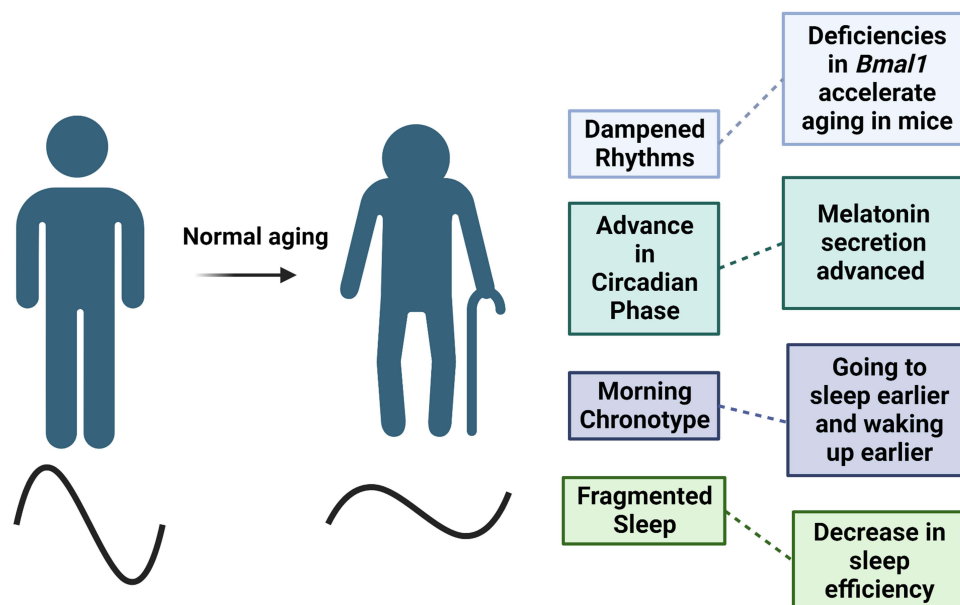 Normal aging
Dampened
Rhythms
Deficiencies
in Bmal1
accelerate
aging in mice
Advance
in
Circadian
Phase
Melatonin
secretion
advanced
Morning
Chronotype
Going to
sleep earlier
and waking
up earlier
Fragmented
Sleep
Decrease in
sleep
efficiency